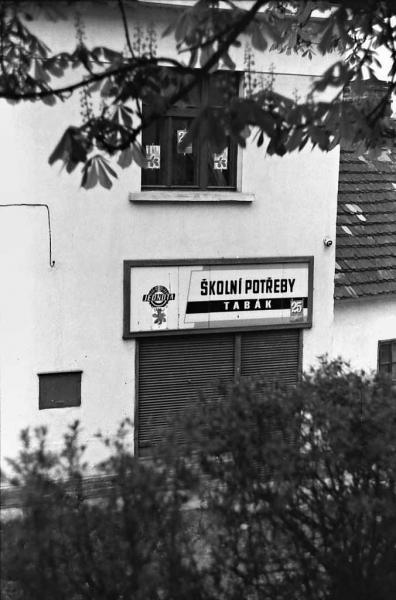 JEDNOTA
ŠKOLNÍ POTŘEBY
TABÁK
25